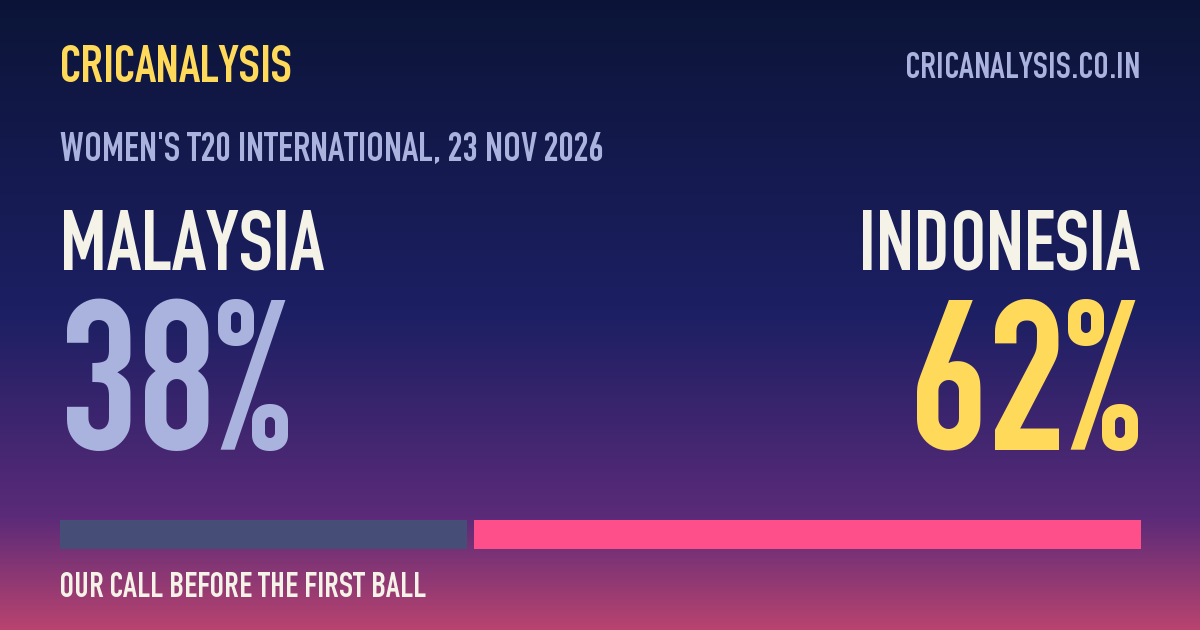 CRICANALYSIS
CRICANALYSIS.CO.IN
WOMEN'S T20 INTERNATIONAL, 23 NOV 2026
MALAYSIA
INDONESIA
38%
62%
OUR CALL BEFORE THE FIRST BALL